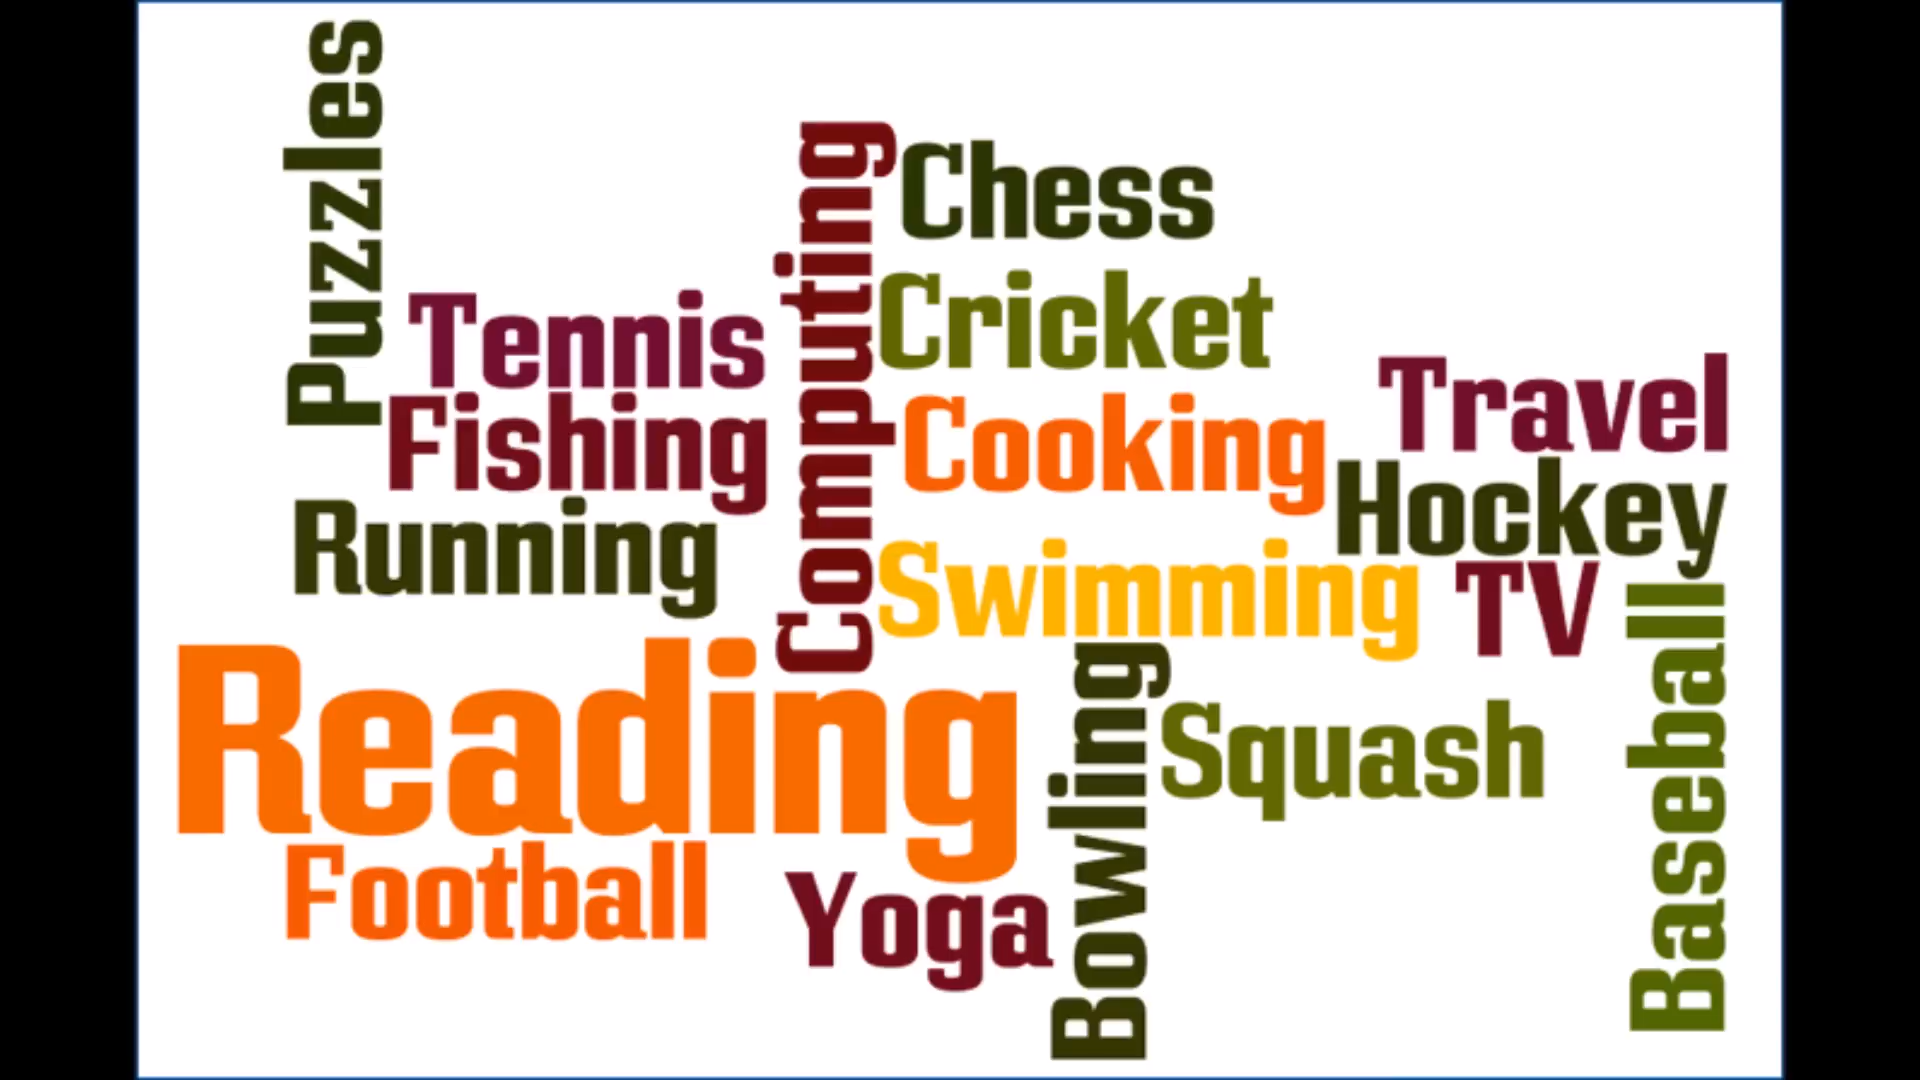 Puzzles
Computing
Chess
Cricket
Tennis
Travel
Fishing
Cooking
Hockey
Running
Swimming
TV
Baseball
Reading
Bowling
Squash
Football
Yoga